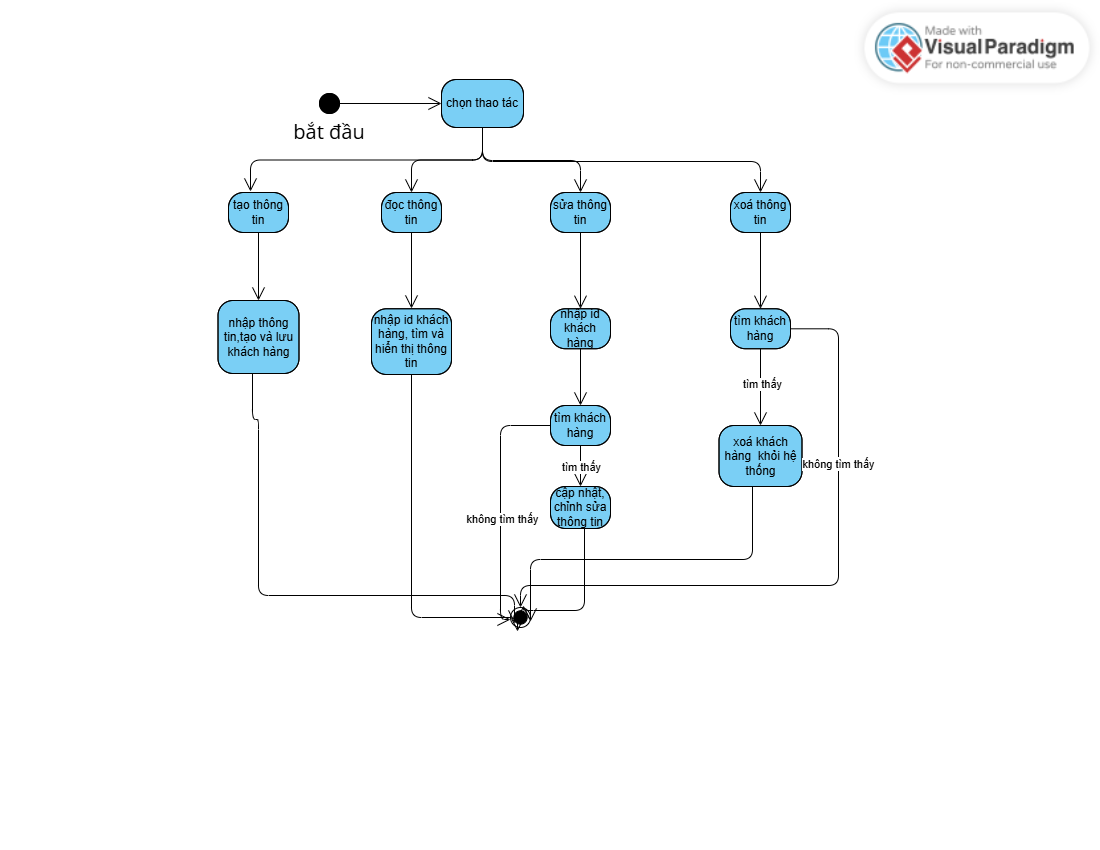 Made with
Visual Paradigm
For non-commercial use
chọn thao tác
bắt đầu
tạo thông
tin
đọc thông
tin
sửa thông
tin
xoá thông
tin
nhập thông
tin,tạo và lưu
khách hàng
nhập id khách
hàng, tìm và
hiển thị thông
tin
nhập id
khách
hàng
tìm khách
hàng
tìm thấy
tìm khách
hàng
tìm thấy
không tìm thấy
cập nhật,
chỉnh sửa
thông tin
xoá khách
hàng khỏi hệ
thống
không tìm thấy